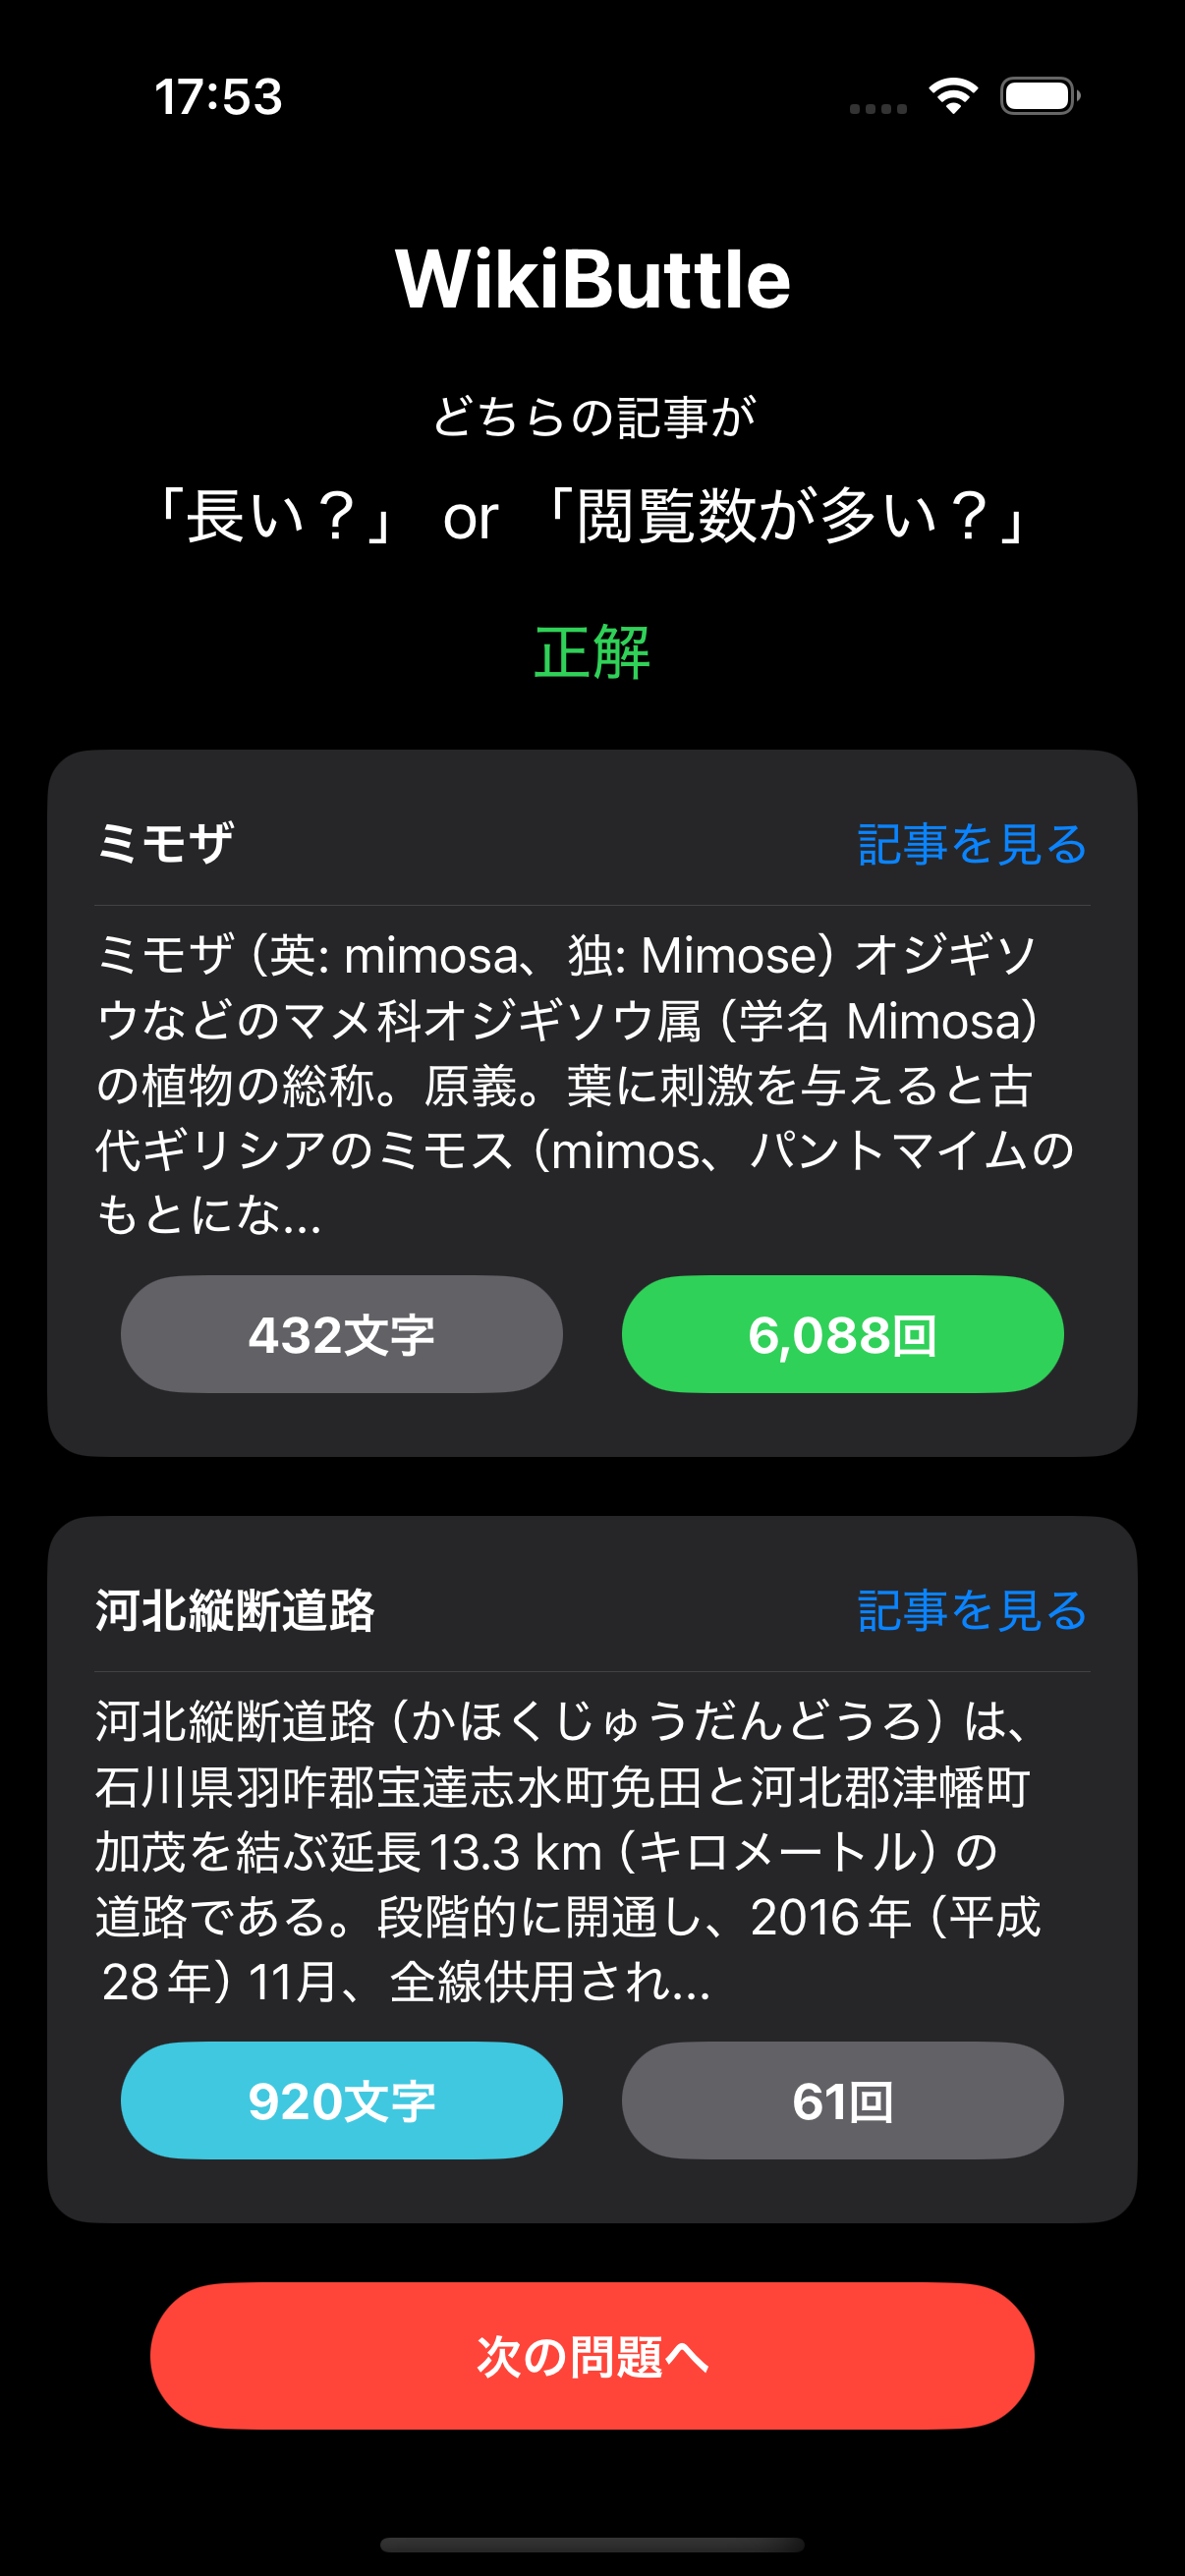 17:53
WikiButtle
どちらの記事が
「長い？」 or 「閲覧数が多い？」
正解
ミモザ 記事を見る
ミモザ（英: mimosa、独: Mimose）オジギソ
ウなどのマメ科オジギソウ属（学名 Mimosa）
の植物の総称。原義。葉に刺激を与えると古
代ギリシアのミモス（mimos、パントマイムの
もとにな...
432文字 6,088回
河北縦断道路 記事を見る
河北縦断道路（かほくじゅうだんどうろ）は、
石川県羽咋郡宝達志水町免田と河北郡津幡町
加茂を結ぶ延長13.3 km（キロメートル）の
道路である。段階的に開通し、2016年（平成
28年）11月、全線供用され...
920文字 61回
次の問題へ